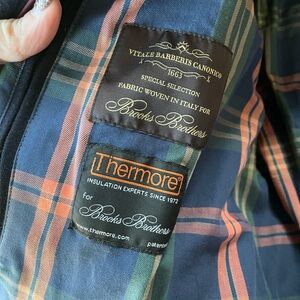 VITALE BARBERIS CANONICO
1663
SPECIAL SELECTION
FABRIC WOVEN IN ITALY FOR
Brooks Brothers
Thermore®
INSULATION EXPERTS SINCE 1972
for
Brooks Brothers
www.thermore.com
patented